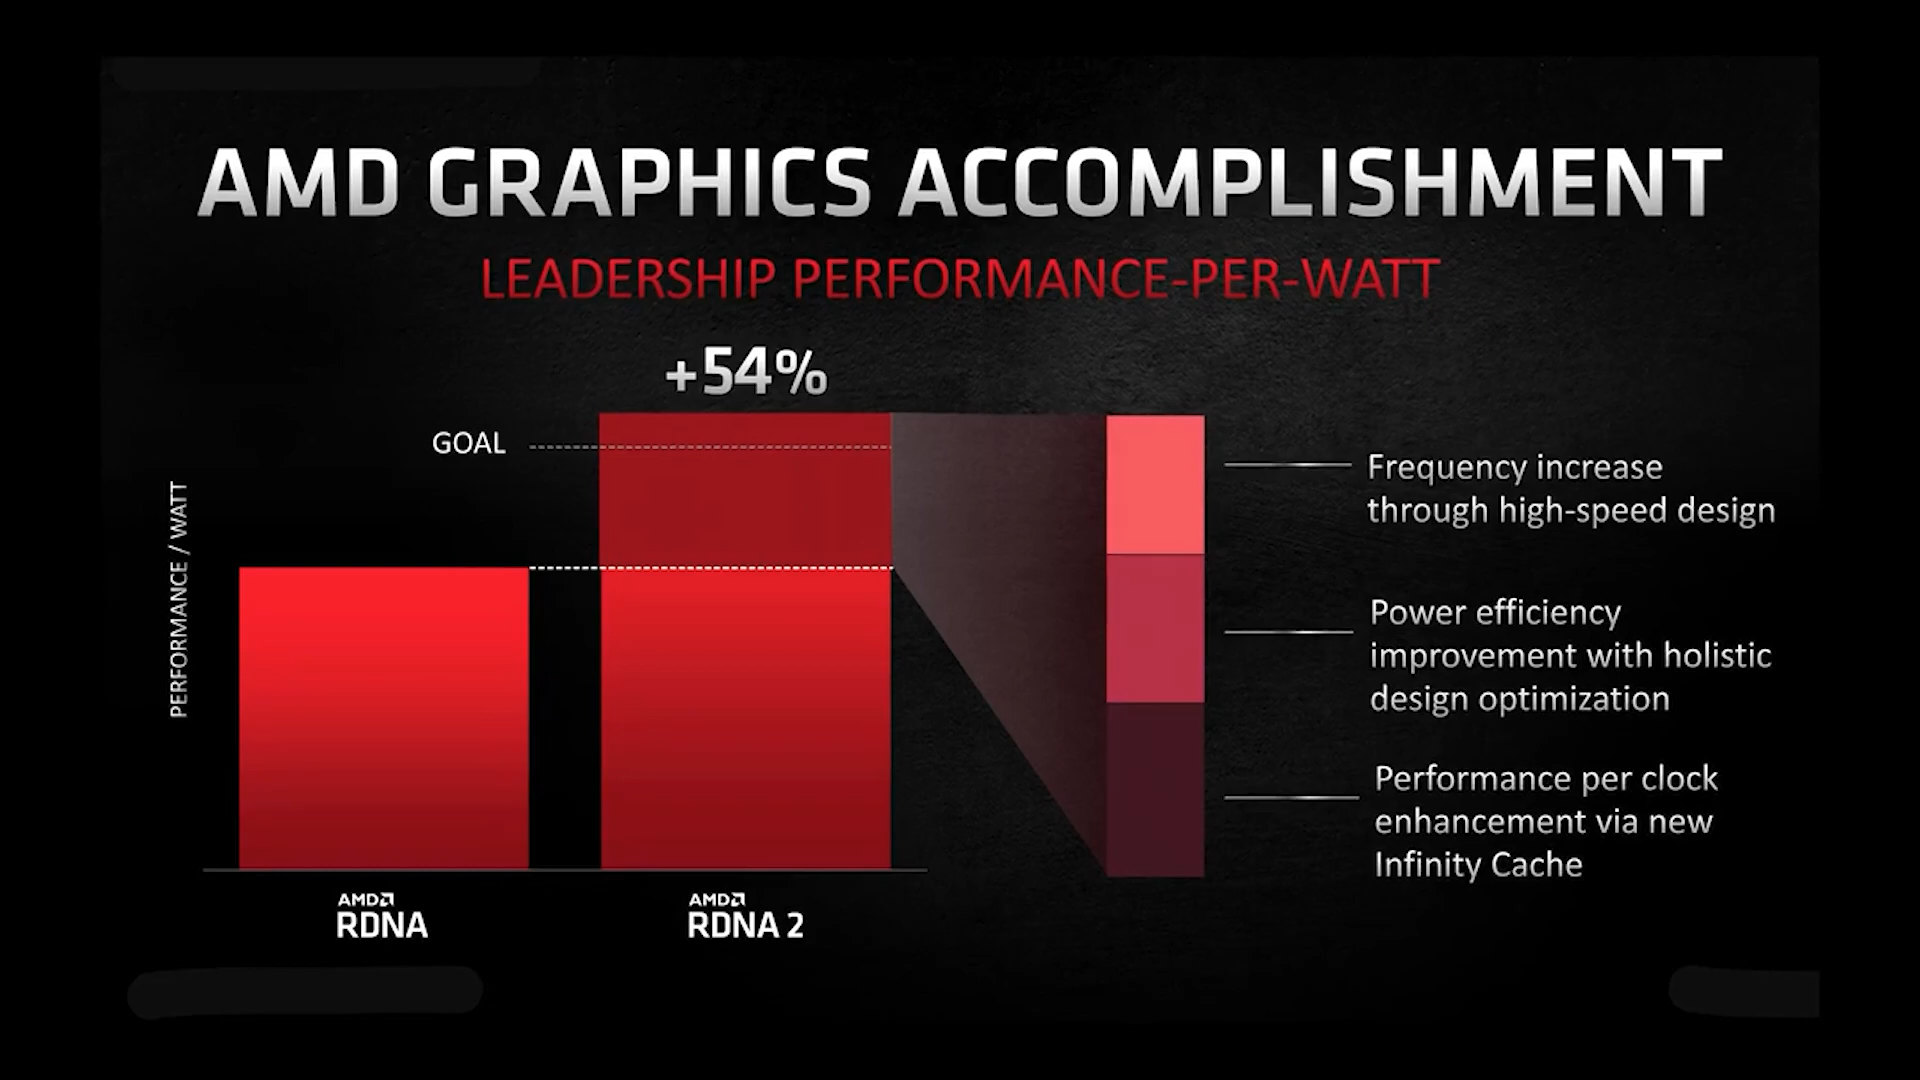 AMD GRAPHICS ACCOMPLISHMENT
LEADERSHIP PERFORMANCE-PER-WATT
+54%
GOAL
PERFORMANCE / WATT
Frequency increase
through high-speed design
Power efficiency
improvement with holistic
design optimization
Performance per clock
enhancement via new
Infinity Cache
AMD
RDNA
AMD
RDNA 2